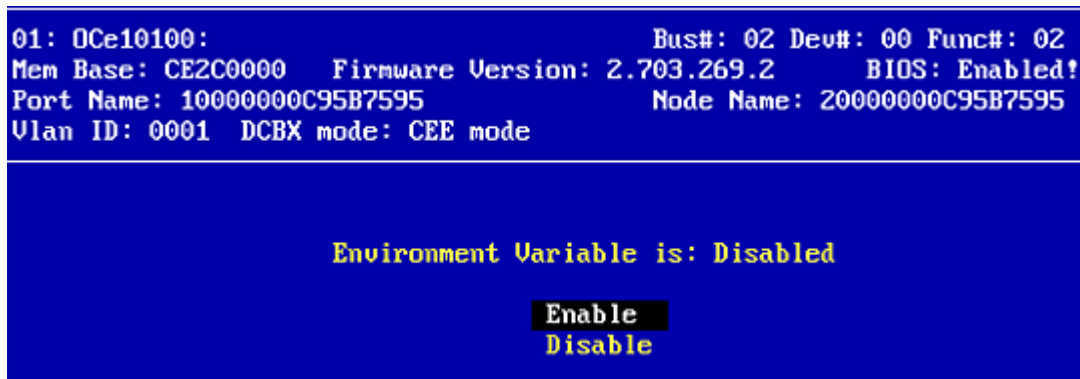 01: OCe10100: Bus#: 02 Dev#: 00 Func#: 02
Mem Base: CE2C0000 Firmware Version: 2.703.269.2 BIOS: Enabled!
Port Name: 10000000C95B7595 Node Name: 20000000C95B7595
Vlan ID: 0001 DCBX mode: CEE mode
Environment Variable is: Disabled
Enable
Disable